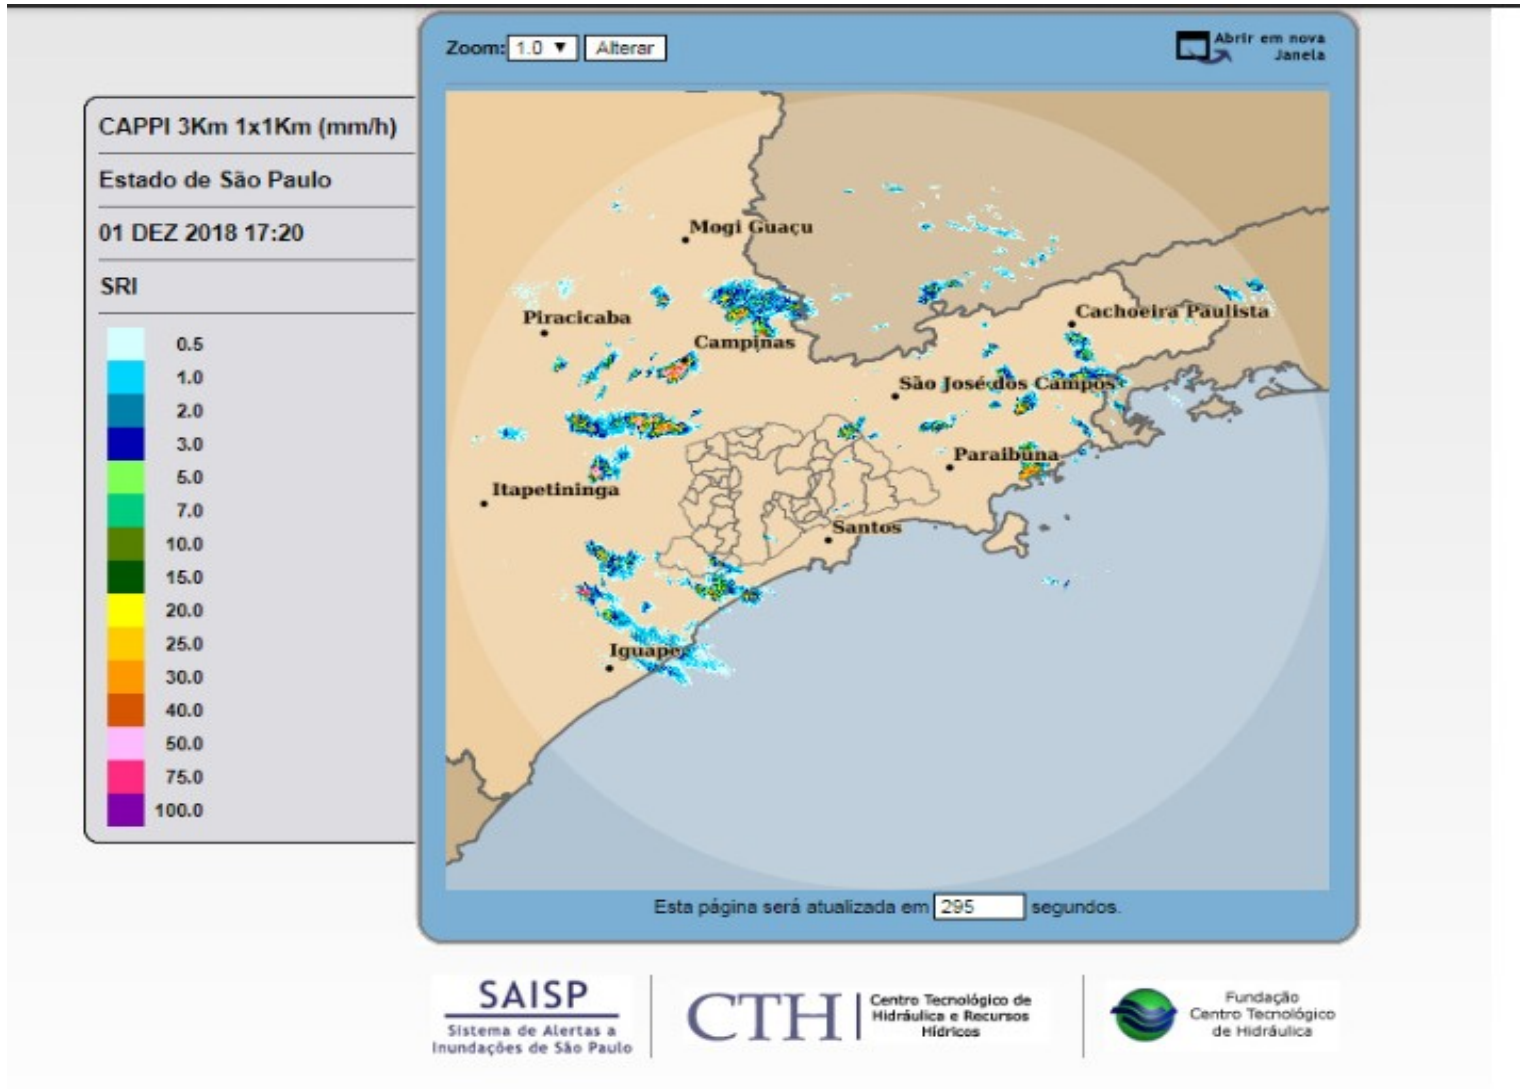 Zoom: 1.0 ▼ Alterar
Abrir em nova
Janela
CAPPI 3Km 1x1Km (mm/h)
Estado de São Paulo
01 DEZ 2018 17:20
SRI
0.5
1.0
2.0
3.0
5.0
7.0
10.0
15.0
20.0
25.0
30.0
40.0
50.0
75.0
100.0
Mogi Guaçu
Piracicaba
Cachoeira Paulista
Campinas
São José dos Campos
Paraibuna
Itapetininga
Santos
Iguape
Esta página será atualizada em 295 segundos.
SAISP
Sistema de Alertas a
Inundações de São Paulo
CTH
Centro Tecnológico de
Hidráulica e Recursos
Hídricos
Fundação
Centro Tecnológico
de Hidráulica